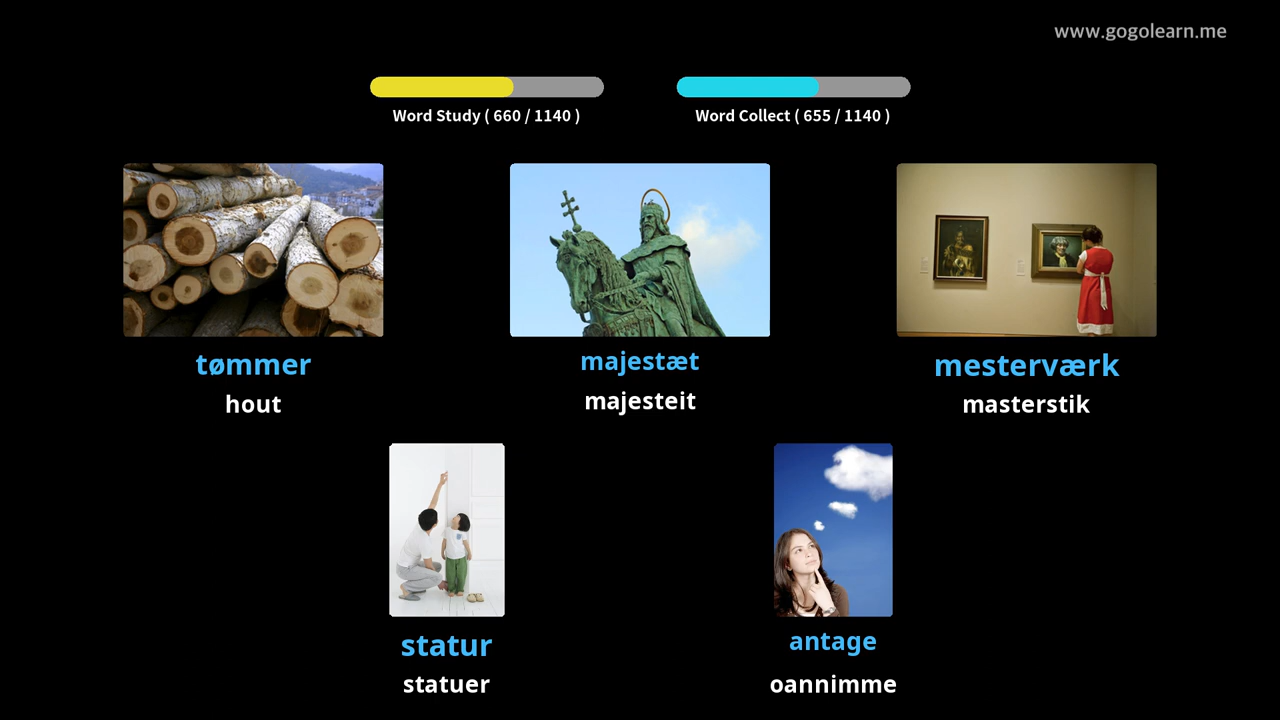 www.gogolearn.me
Word Study ( 660 / 1140 )
Word Collect ( 655 / 1140 )
tømmer
hout
majestæt
majesteit
mesterværk
masterstik
statur
statuer
antage
oannimme